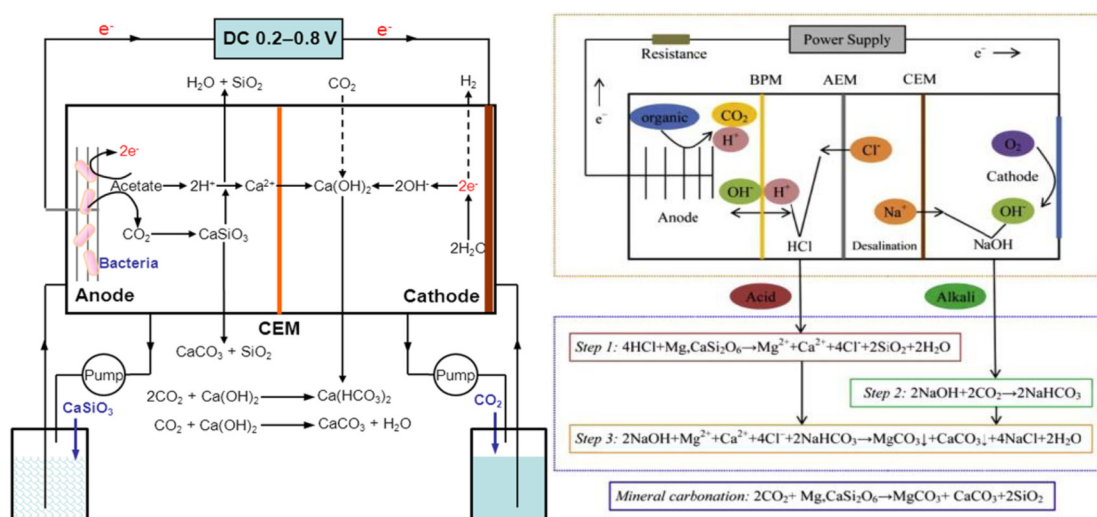 e⁻
DC 0.2–0.8 V
e⁻
H₂O + SiO₂
CO₂
H₂
2e⁻
Acetate
2H⁺
Ca²⁺
Ca(OH)₂
2OH⁻
2e⁻
CO₂
CaSiO₃
2H₂O
Bacteria
Anode
Cathode
CEM
CaCO₃ + SiO₂
Pump
Pump
2CO₂ + Ca(OH)₂ → Ca(HCO₃)₂
CO₂ + Ca(OH)₂ → CaCO₃ + H₂O
CaSiO₃
CO₂
Power Supply
Resistance
e⁻
BPM
AEM
CEM
e⁻
organic
CO₂
H⁺
Cl⁻
O₂
Cathode
OH⁻
H⁺
Na⁺
OH⁻
Anode
HCl
Desalination
NaOH
Acid
Alkali
Step 1: 4HCl+Mg,CaSi₂O₆→Mg²⁺+Ca²⁺+4Cl⁻+2SiO₂+2H₂O
Step 2: 2NaOH+2CO₂→2NaHCO₃
Step 3: 2NaOH+Mg²⁺+Ca²⁺+4Cl⁻+2NaHCO₃→MgCO₃↓+CaCO₃↓+4NaCl+2H₂O
Mineral carbonation: 2CO₂+ Mg,CaSi₂O₆→MgCO₃+ CaCO₃+2SiO₂